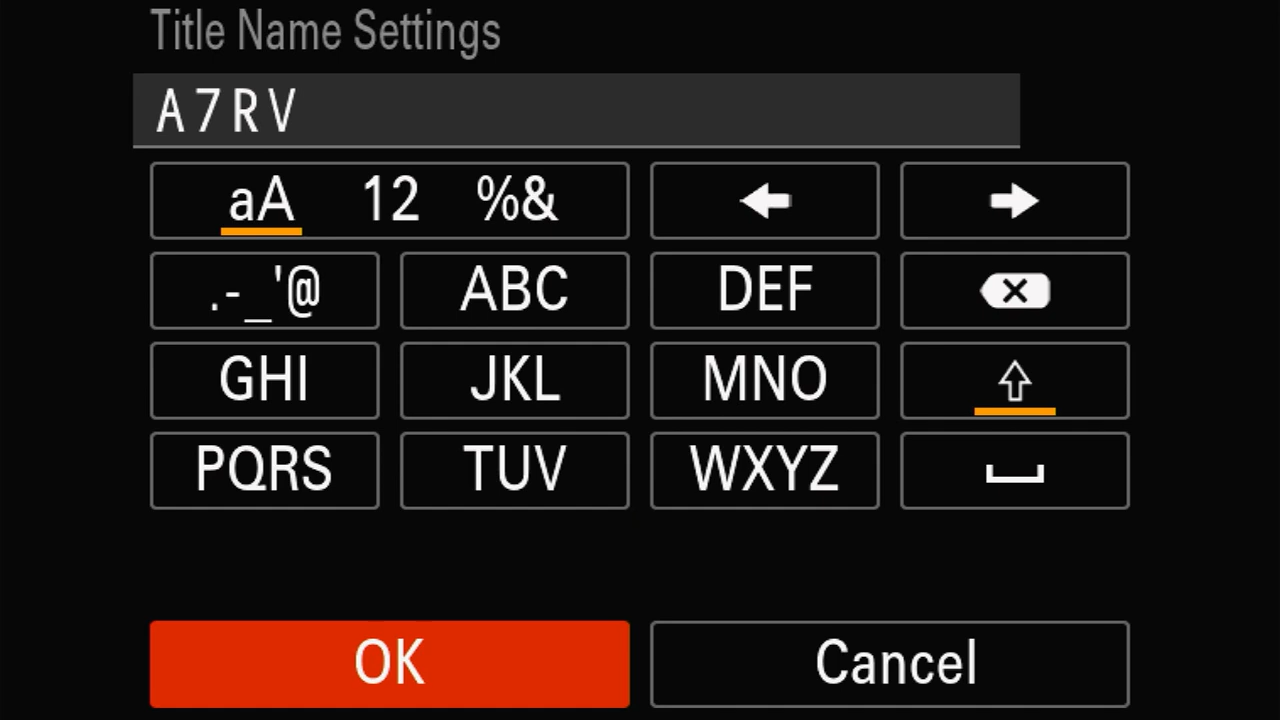 Title Name Settings
A7RV
aA 12 %&
.-_'@ ABC DEF
GHI JKL MNO
PQRS TUV WXYZ
OK Cancel